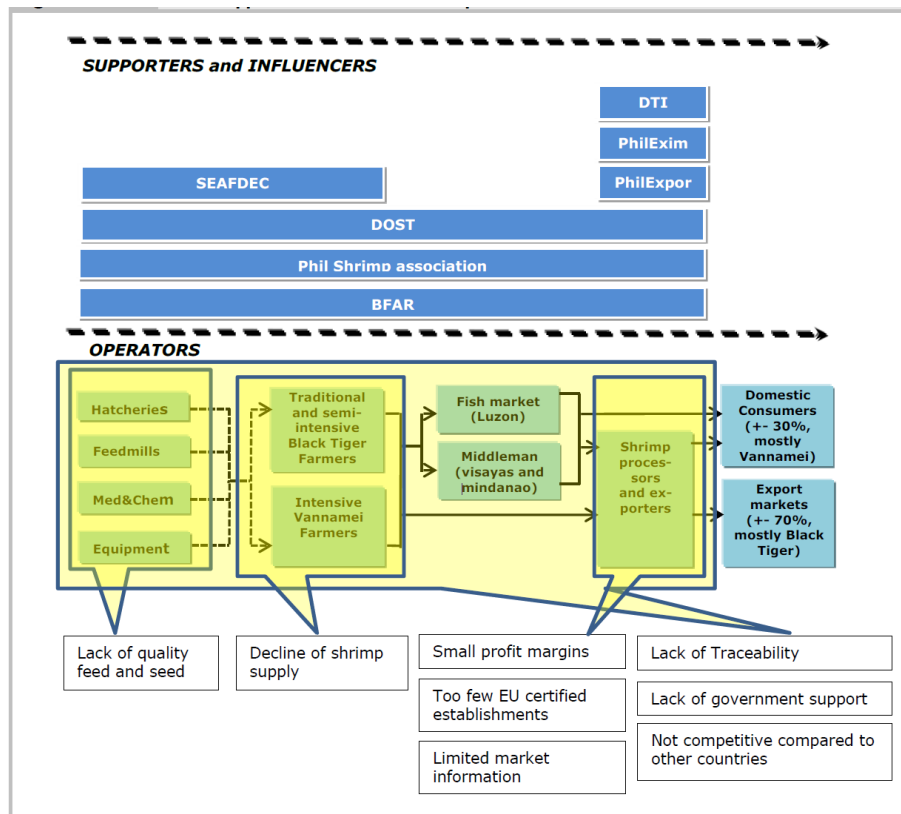 SUPPORTERS and INFLUENCERS
DTI
PhilExim
PhilExpor
SEAFDEC
DOST
Phil Shrimp association
BFAR
OPERATORS
Hatcheries
Feedmills
Med&Chem
Equipment
Traditional
and semi-
intensive
Black Tiger
Farmers
Intensive
Vannamei
Farmers
Fish market
(Luzon)
Middleman
(visayas and
mindanao)
Shrimp
proces-
sors
and ex-
porters
Domestic
Consumers
(+- 30%,
mostly
Vannamei)
Export
markets
(+- 70%,
mostly Black
Tiger)
Lack of quality
feed and seed
Decline of shrimp
supply
Small profit margins
Too few EU certified
establishments
Limited market
information
Lack of Traceability
Lack of government support
Not competitive compared to
other countries